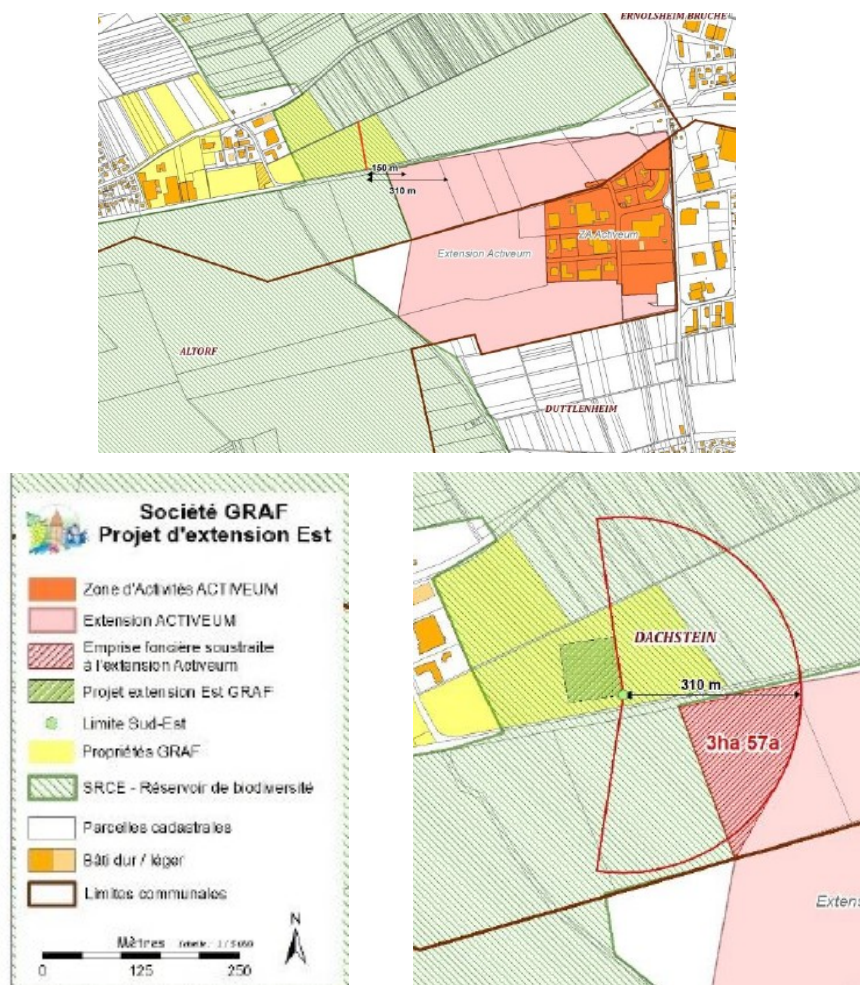 ERNOLSHEIM BRUCHE
150 m
310 m
ZA Activeum
Extension Activeum
ALTORF
DUTTLENHEIM
Société GRAF
Projet d'extension Est
Zone d'Activités ACTIVEUM
Extension ACTIVEUM
Emprise foncière soustraite
à l'extension Activeum
Projet extension Est GRAF
Limite Sud-Est
Propriétés GRAF
SRCE - Réservoir de biodiversité
Parcelles cadastrales
Bâti dur / léger
Limites communales
N
Mètres
0 125 250
DACHSTEIN
310 m
3ha 57a
Extens